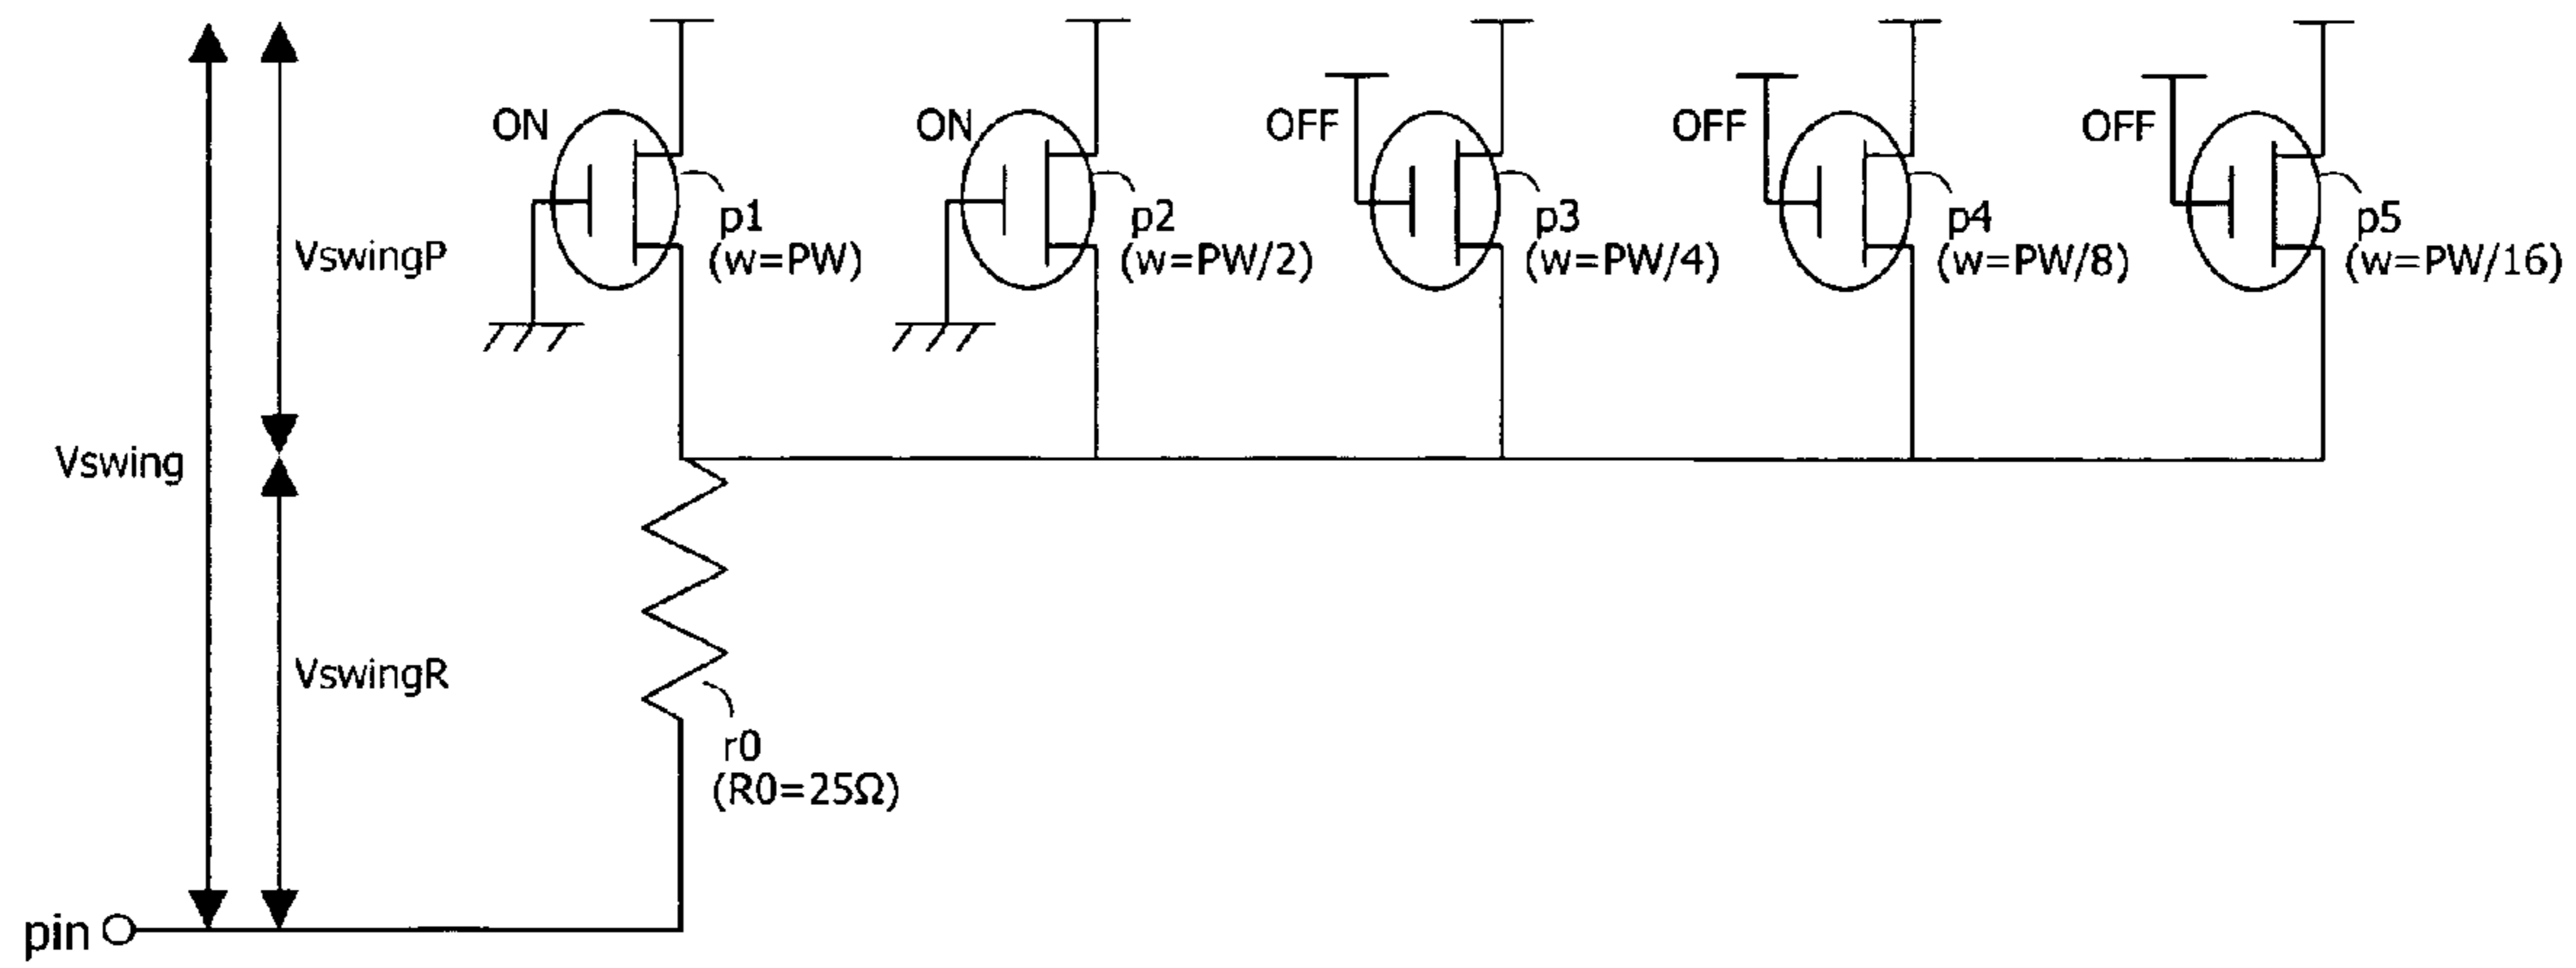 ON
ON
OFF
OFF
OFF
p1
(w=PW)
p2
(w=PW/2)
p3
(w=PW/4)
p4
(w=PW/8)
p5
(w=PW/16)
VswingP
Vswing
VswingR
r0
(R0=25Ω)
pin